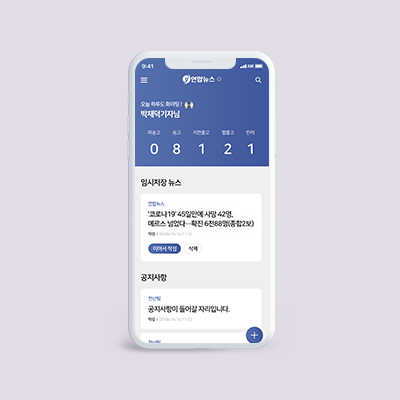 9:41
연합뉴스
오늘 하루도 화이팅!
박재덕기자님
미송고 송고 지연출고 웹출고 반려
0 8 1 2 1
임시저장 뉴스
연합뉴스
'코로나19' 45일만에 사망 42명,
메르스 넘었다…확진 6천88명(종합2보)
작성
이어서 작성 삭제
공지사항
전산팀
공지사항이 들어갈 자리입니다.
작성
전산팀